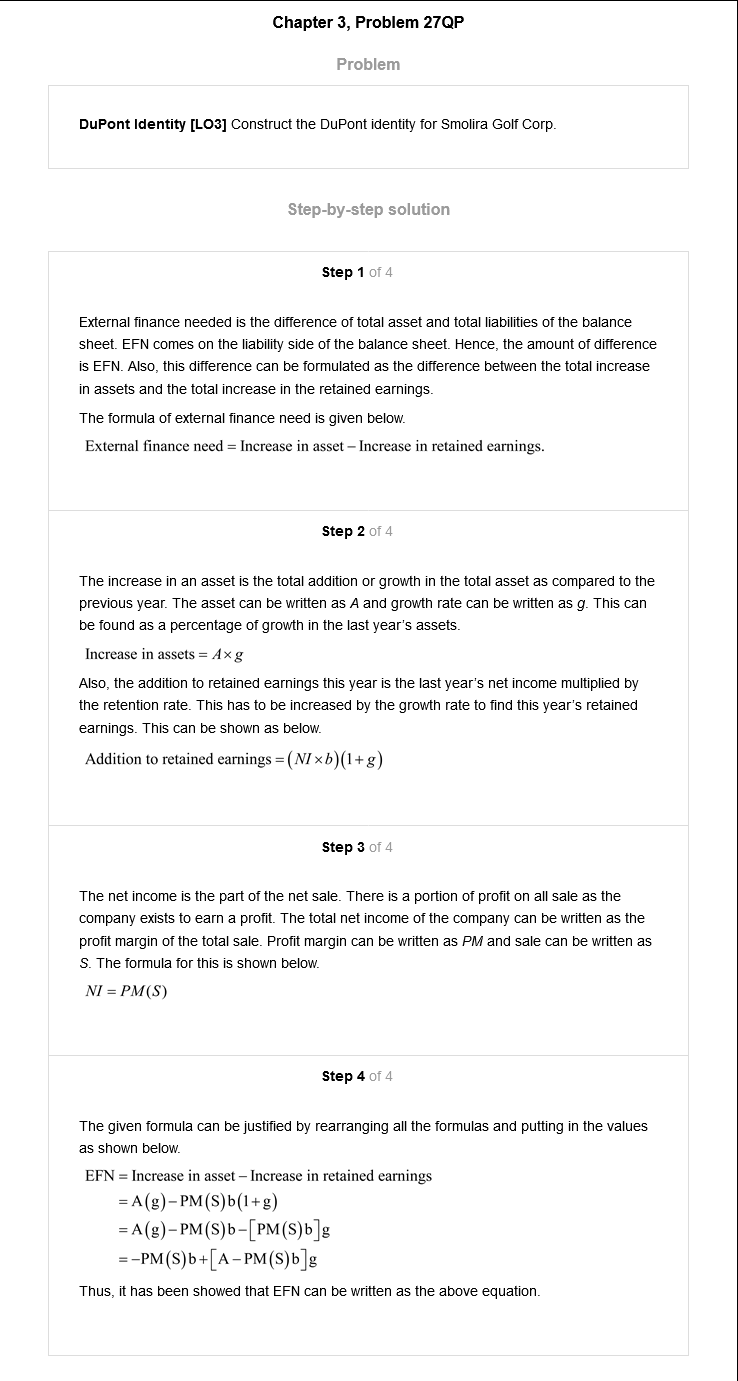 Chapter 3, Problem 27QP
Problem
DuPont Identity [LO3] Construct the DuPont identity for Smolira Golf Corp.
Step-by-step solution
Step 1 of 4
External finance needed is the difference of total asset and total liabilities of the balance
sheet. EFN comes on the liability side of the balance sheet. Hence, the amount of difference
is EFN. Also, this difference can be formulated as the difference between the total increase
in assets and the total increase in the retained earnings.
The formula of external finance need is given below.
External finance need = Increase in asset – Increase in retained earnings.
Step 2 of 4
The increase in an asset is the total addition or growth in the total asset as compared to the
previous year. The asset can be written as A and growth rate can be written as g. This can
be found as a percentage of growth in the last year's assets.
Increase in assets = A×g
Also, the addition to retained earnings this year is the last year's net income multiplied by
the retention rate. This has to be increased by the growth rate to find this year's retained
earnings. This can be shown as below.
Addition to retained earnings = (NI×b)(1+g)
Step 3 of 4
The net income is the part of the net sale. There is a portion of profit on all sale as the
company exists to earn a profit. The total net income of the company can be written as the
profit margin of the total sale. Profit margin can be written as PM and sale can be written as
S. The formula for this is shown below.
NI = PM(S)
Step 4 of 4
The given formula can be justified by rearranging all the formulas and putting in the values
as shown below.
EFN = Increase in asset – Increase in retained earnings
= A(g)–PM(S)b(1+g)
= A(g)–PM(S)b–[PM(S)b]g
= –PM(S)b+[A–PM(S)b]g
Thus, it has been showed that EFN can be written as the above equation.